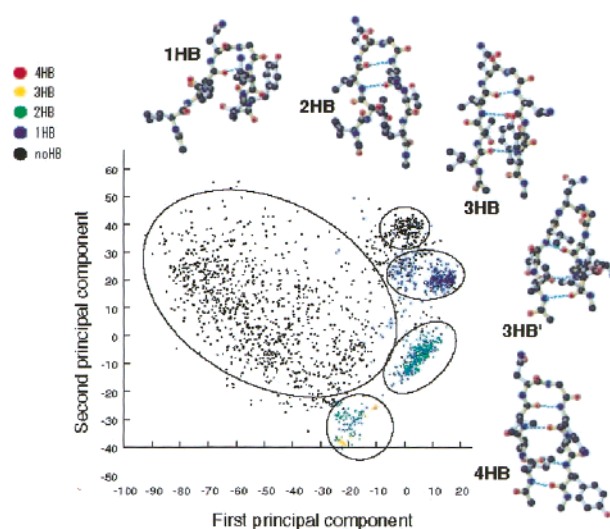 1HB
2HB
3HB
3HB'
4HB
4HB
3HB
2HB
1HB
noHB
Second principal component
60
50
40
30
20
10
0
-10
-20
-30
-40
-50
-100 -90 -80 -70 -60 -50 -40 -30 -20 -10 0 10 20
First principal component